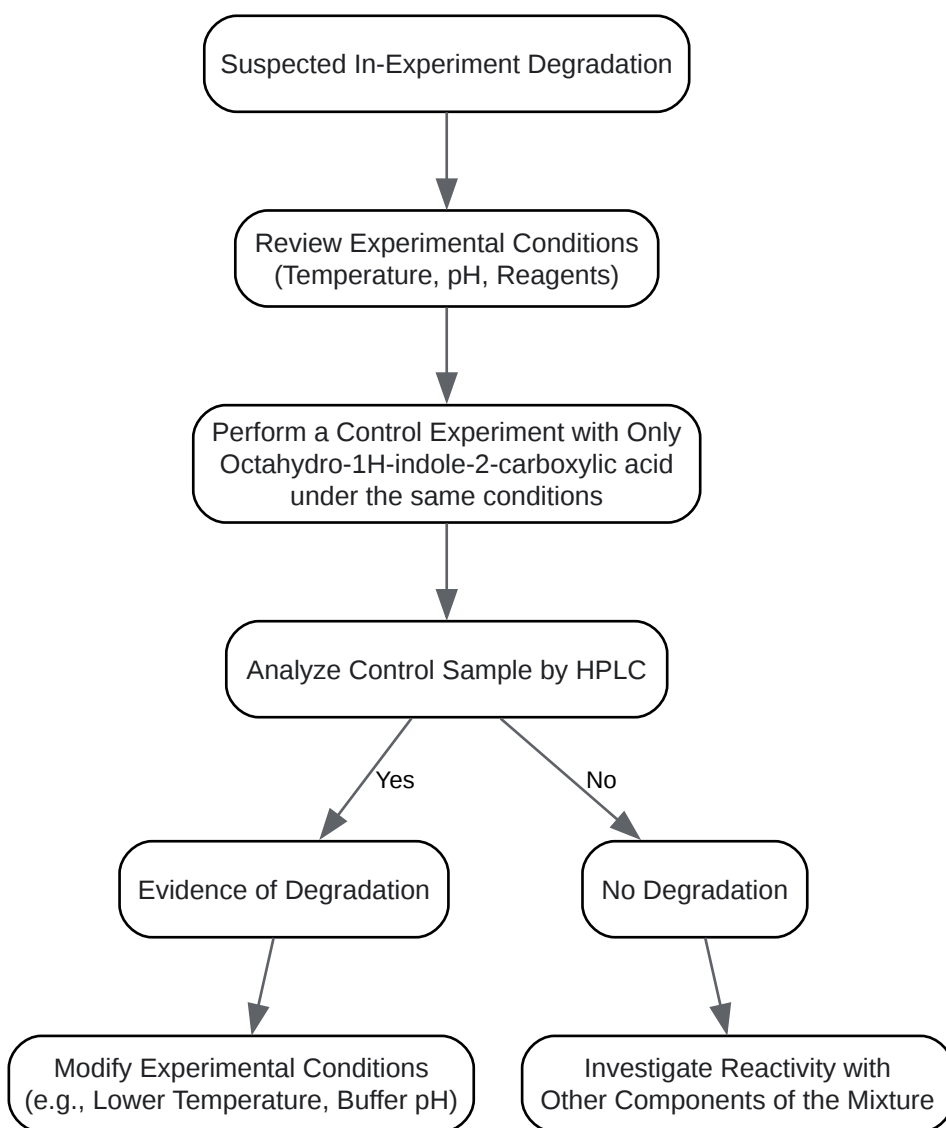 Suspected In-Experiment Degradation
Review Experimental Conditions
(Temperature, pH, Reagents)
Perform a Control Experiment with Only
Octahydro-1H-indole-2-carboxylic acid
under the same conditions
Analyze Control Sample by HPLC
Yes
No
Evidence of Degradation
No Degradation
Modify Experimental Conditions
(e.g., Lower Temperature, Buffer pH)
Investigate Reactivity with
Other Components of the Mixture